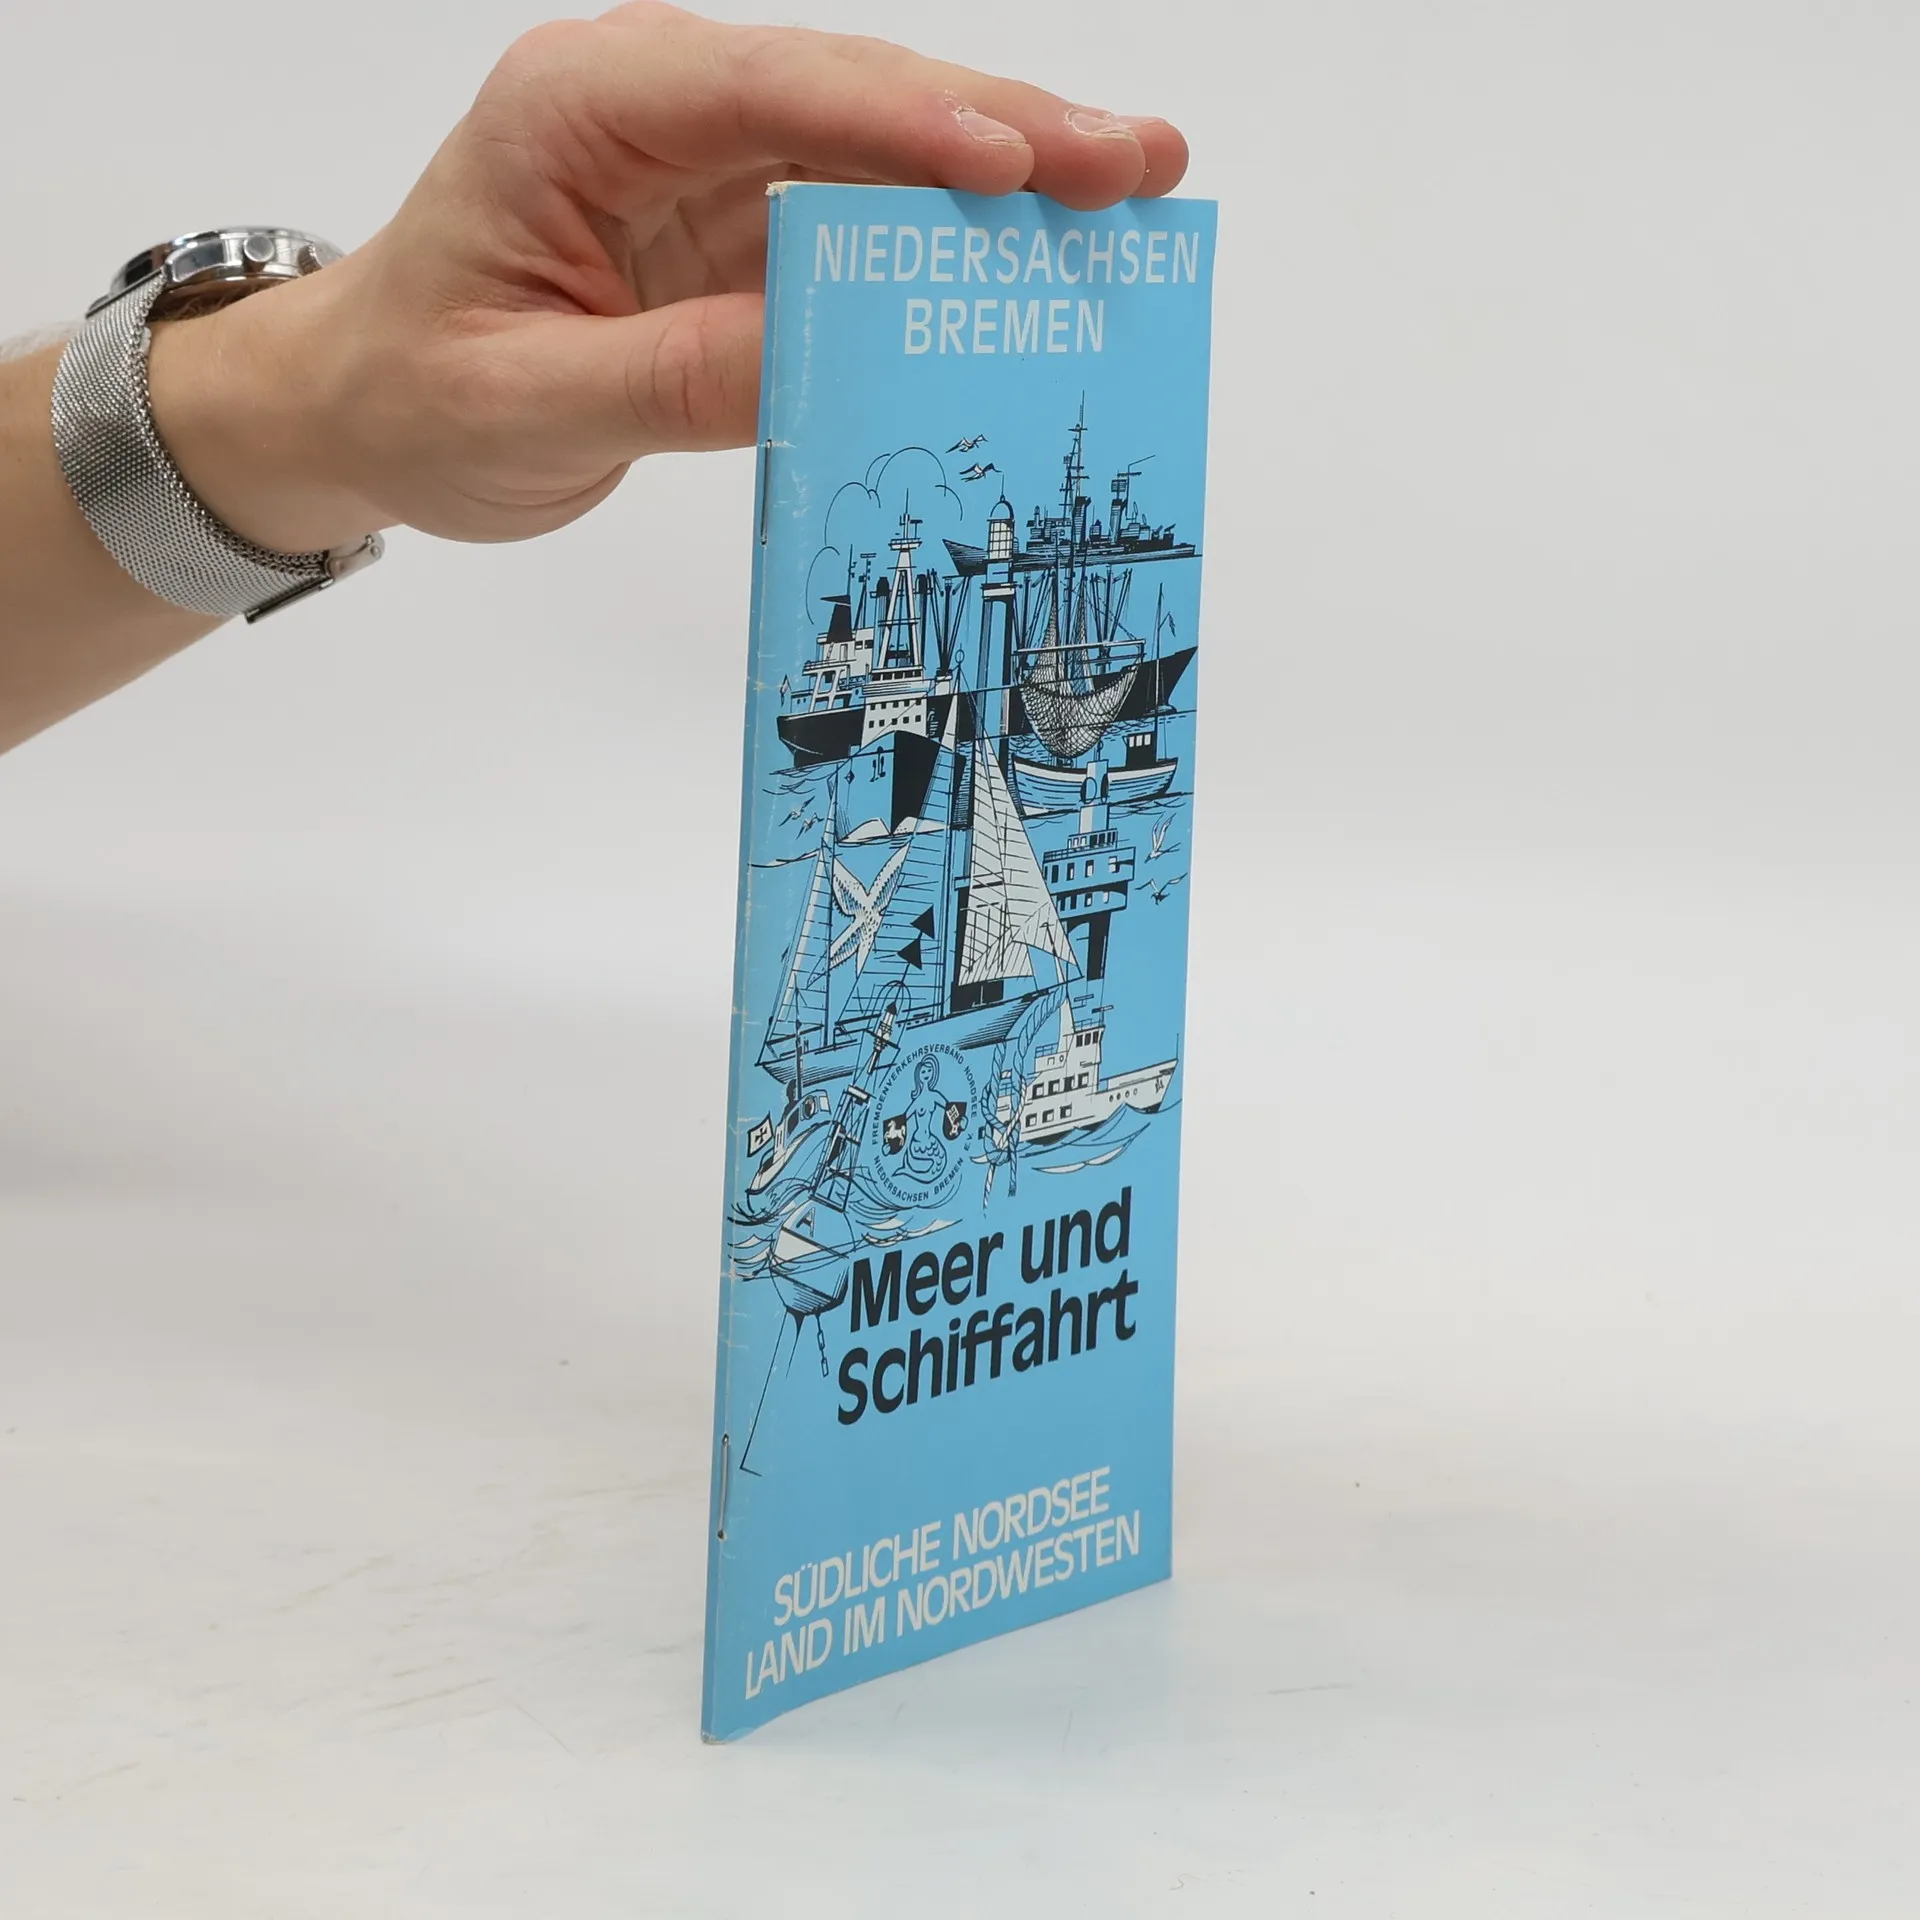 NIEDERSACHSEN
BREMEN
FREMDENVERKEHRSVERBAND NORDSEE E.V.
NIEDERSACHSEN BREMEN
Meer und
Schiffahrt
SÜDLICHE NORDSEE
LAND IM NORDWESTEN